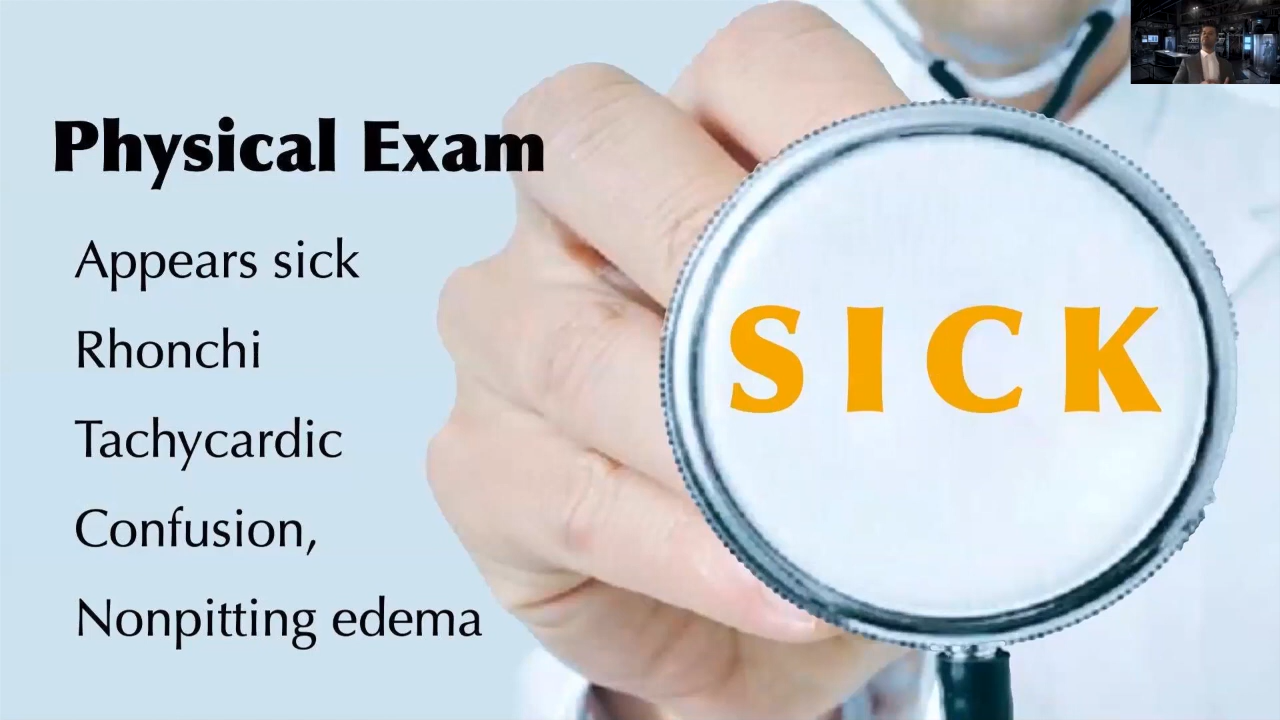 Physical Exam
Appears sick
Rhonchi
Tachycardic
Confusion,
Nonpitting edema
SICK